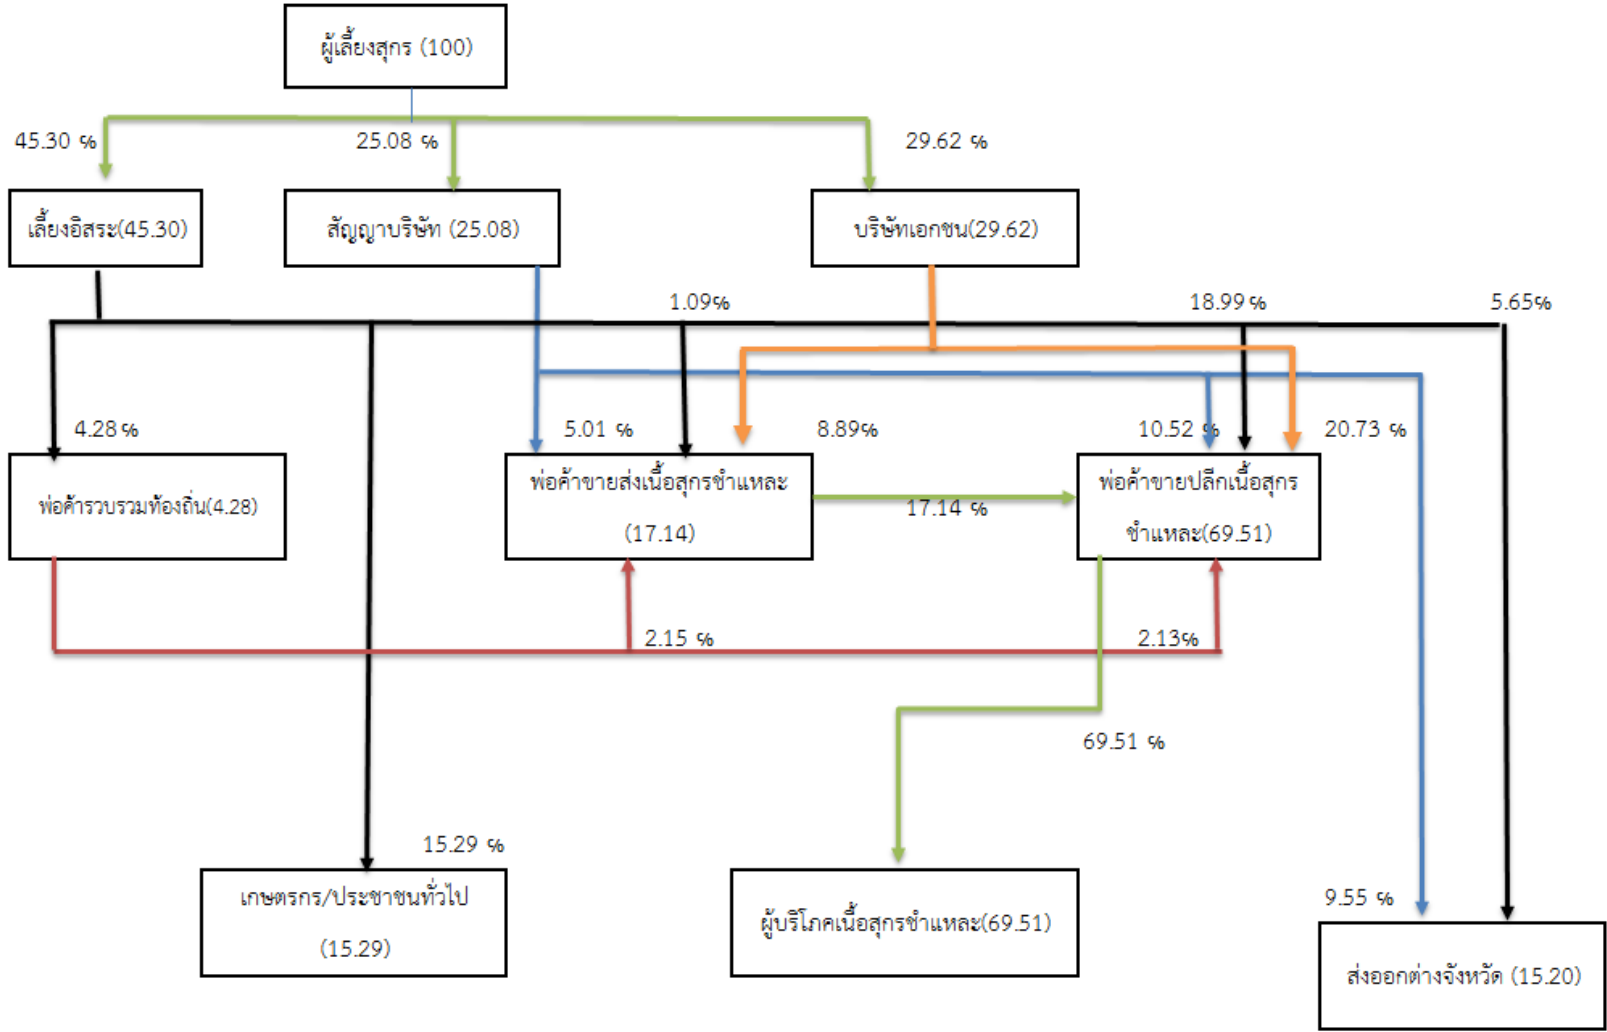 ผู้เลี้ยงสุกร (100)
45.30 %
25.08 %
29.62 %
เลี้ยงอิสระ(45.30)
สัญญาบริษัท (25.08)
บริษัทเอกชน(29.62)
1.09%
18.99 %
5.65%
4.28 %
5.01 %
8.89%
10.52 %
20.73 %
พ่อค้ารวบรวมท้องถิ่น(4.28)
พ่อค้าขายส่งเนื้อสุกรชำแหละ
(17.14)
17.14 %
พ่อค้าขายปลีกเนื้อสุกร
ชำแหละ(69.51)
2.15 %
2.13%
69.51 %
15.29 %
เกษตรกร/ประชาชนทั่วไป
(15.29)
ผู้บริโภคเนื้อสุกรชำแหละ(69.51)
9.55 %
ส่งออกต่างจังหวัด (15.20)